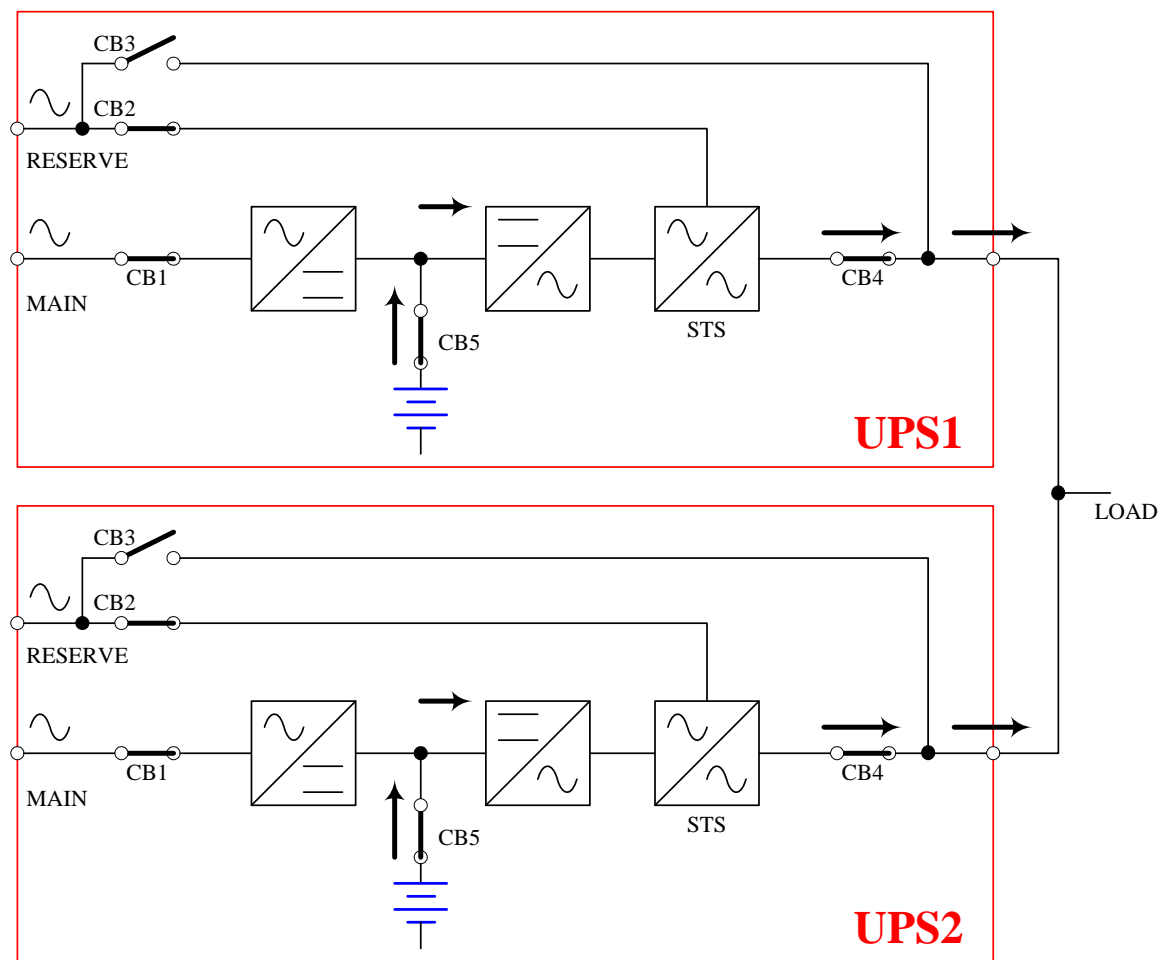 CB3
CB2
RESERVE
CB1
MAIN
CB5
STS
CB4
UPS1
LOAD
CB3
CB2
RESERVE
CB1
MAIN
CB5
STS
CB4
UPS2